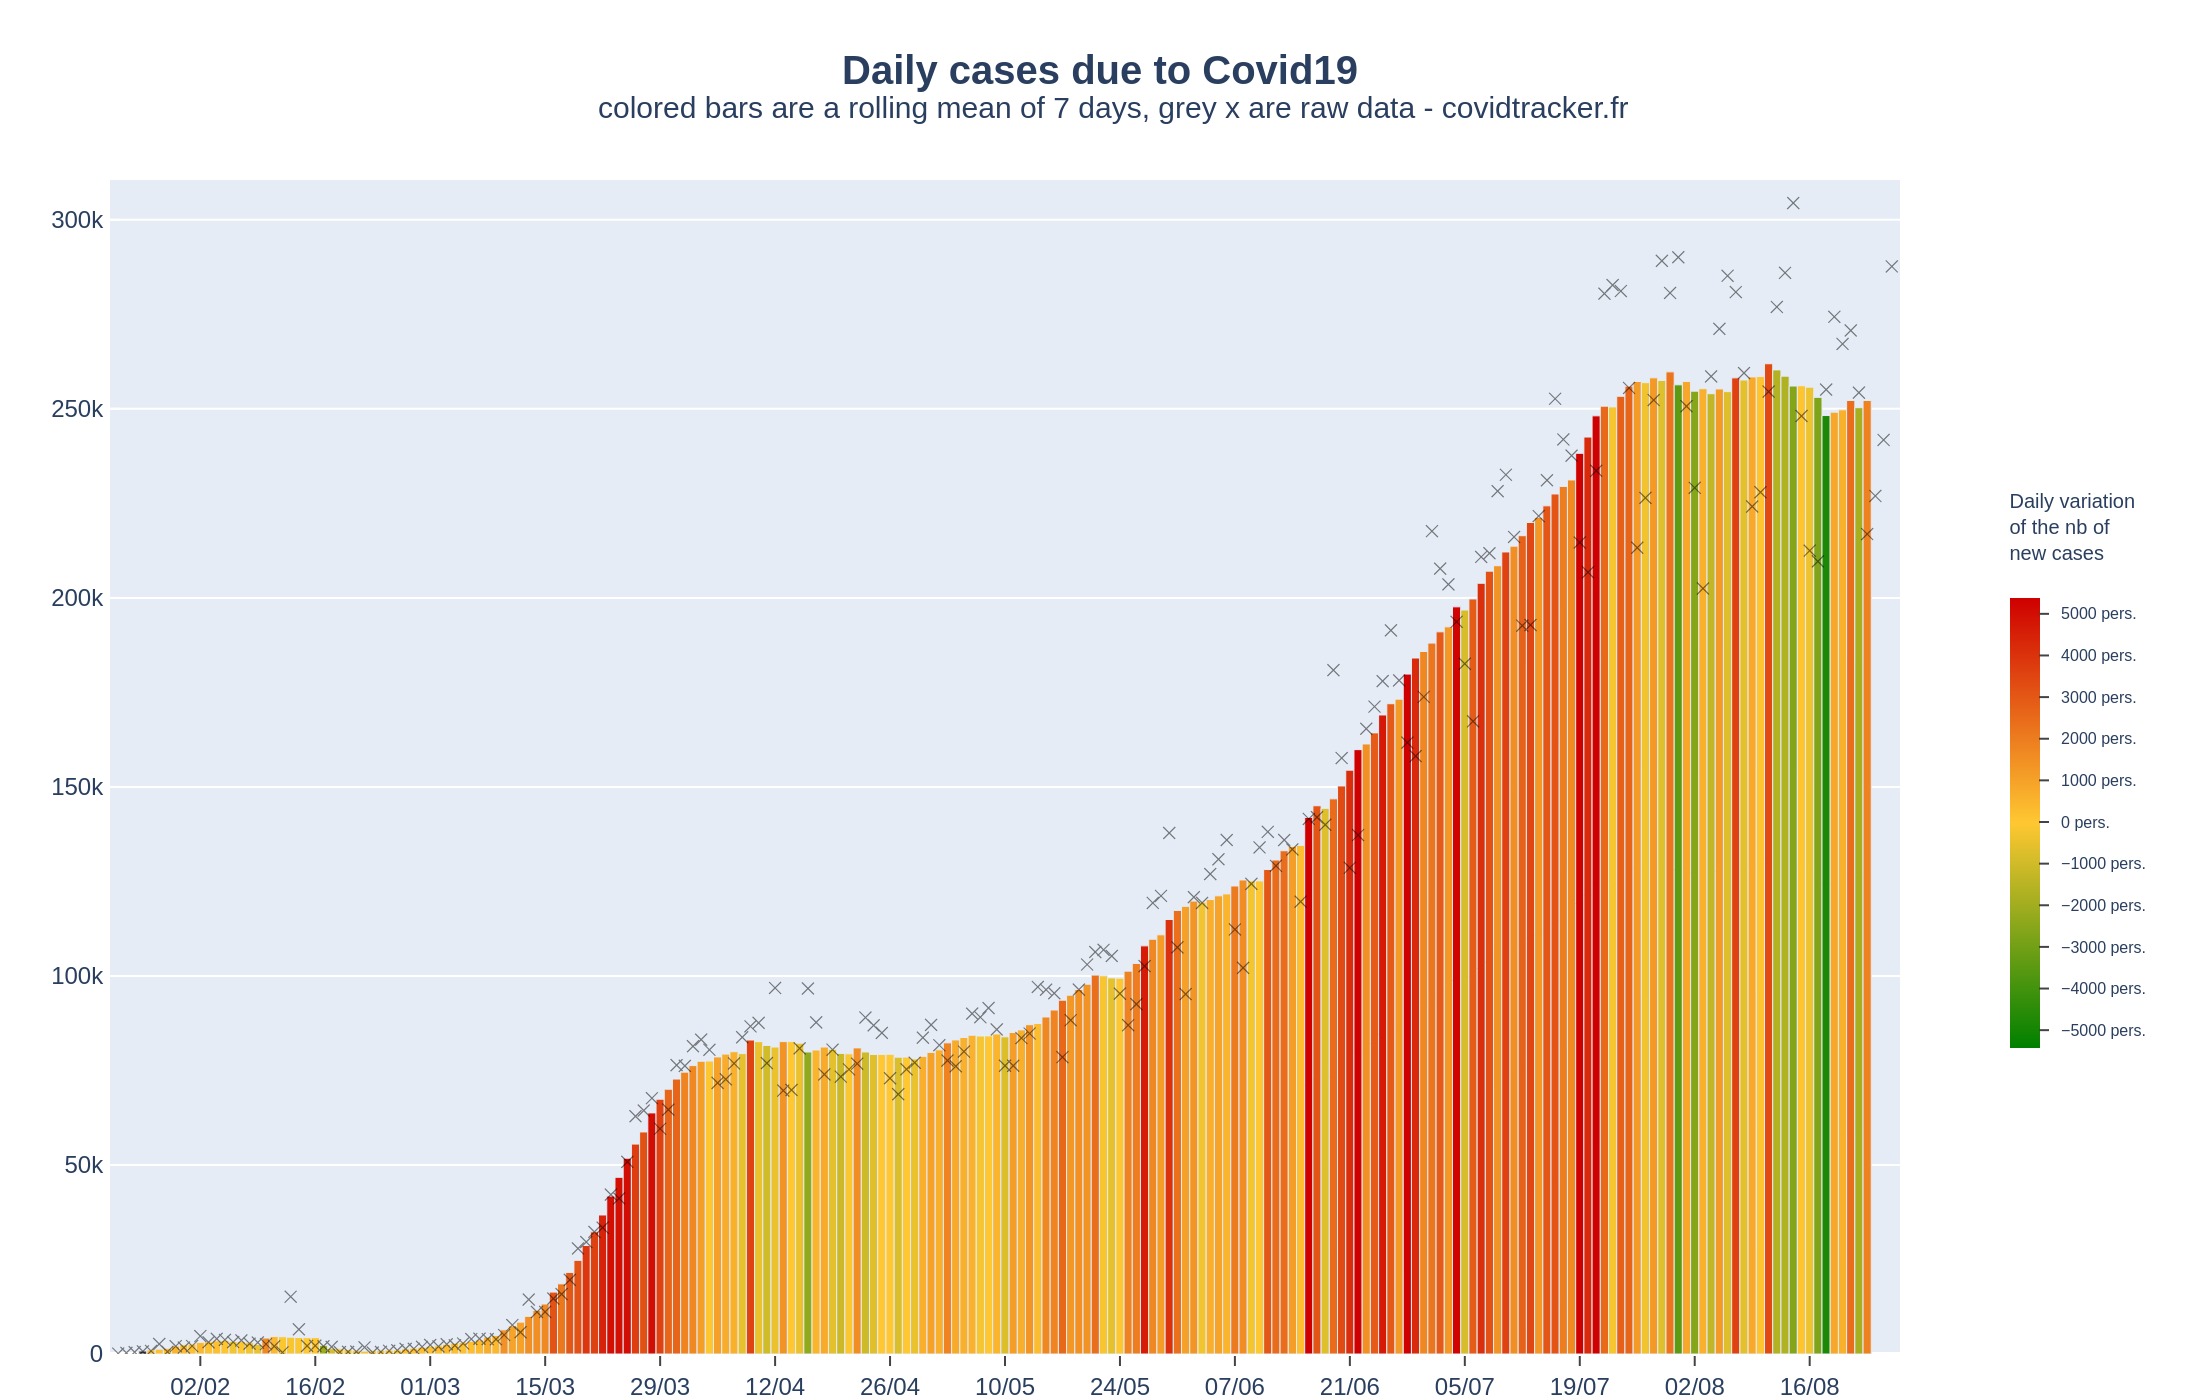 Daily cases due to Covid19
colored bars are a rolling mean of 7 days, grey x are raw data - covidtracker.fr
300k
250k
200k
150k
100k
50k
0
02/02 16/02 01/03 15/03 29/03 12/04 26/04 10/05 24/05 07/06 21/06 05/07 19/07 02/08 16/08
Daily variation
of the nb of
new cases
5000 pers.
4000 pers.
3000 pers.
2000 pers.
1000 pers.
0 pers.
−1000 pers.
−2000 pers.
−3000 pers.
−4000 pers.
−5000 pers.